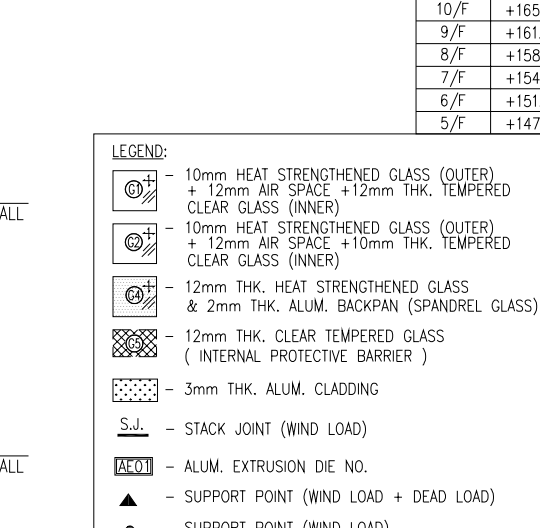 10/F +165
9/F +161.
8/F +158
7/F +154
6/F +151.
5/F +147
LEGEND:
G1 - 10mm HEAT STRENGTHENED GLASS (OUTER)
+ 12mm AIR SPACE +12mm THK. TEMPERED
CLEAR GLASS (INNER)
ALL
G2 - 10mm HEAT STRENGTHENED GLASS (OUTER)
+ 12mm AIR SPACE +10mm THK. TEMPERED
CLEAR GLASS (INNER)
G4 - 12mm THK. HEAT STRENGTHENED GLASS
& 2mm THK. ALUM. BACKPAN (SPANDREL GLASS)
G5 - 12mm THK. CLEAR TEMPERED GLASS
( INTERNAL PROTECTIVE BARRIER )
- 3mm THK. ALUM. CLADDING
S.J. - STACK JOINT (WIND LOAD)
ALL
AE01 - ALUM. EXTRUSION DIE NO.
- SUPPORT POINT (WIND LOAD + DEAD LOAD)
- SUPPORT POINT (WIND LOAD)